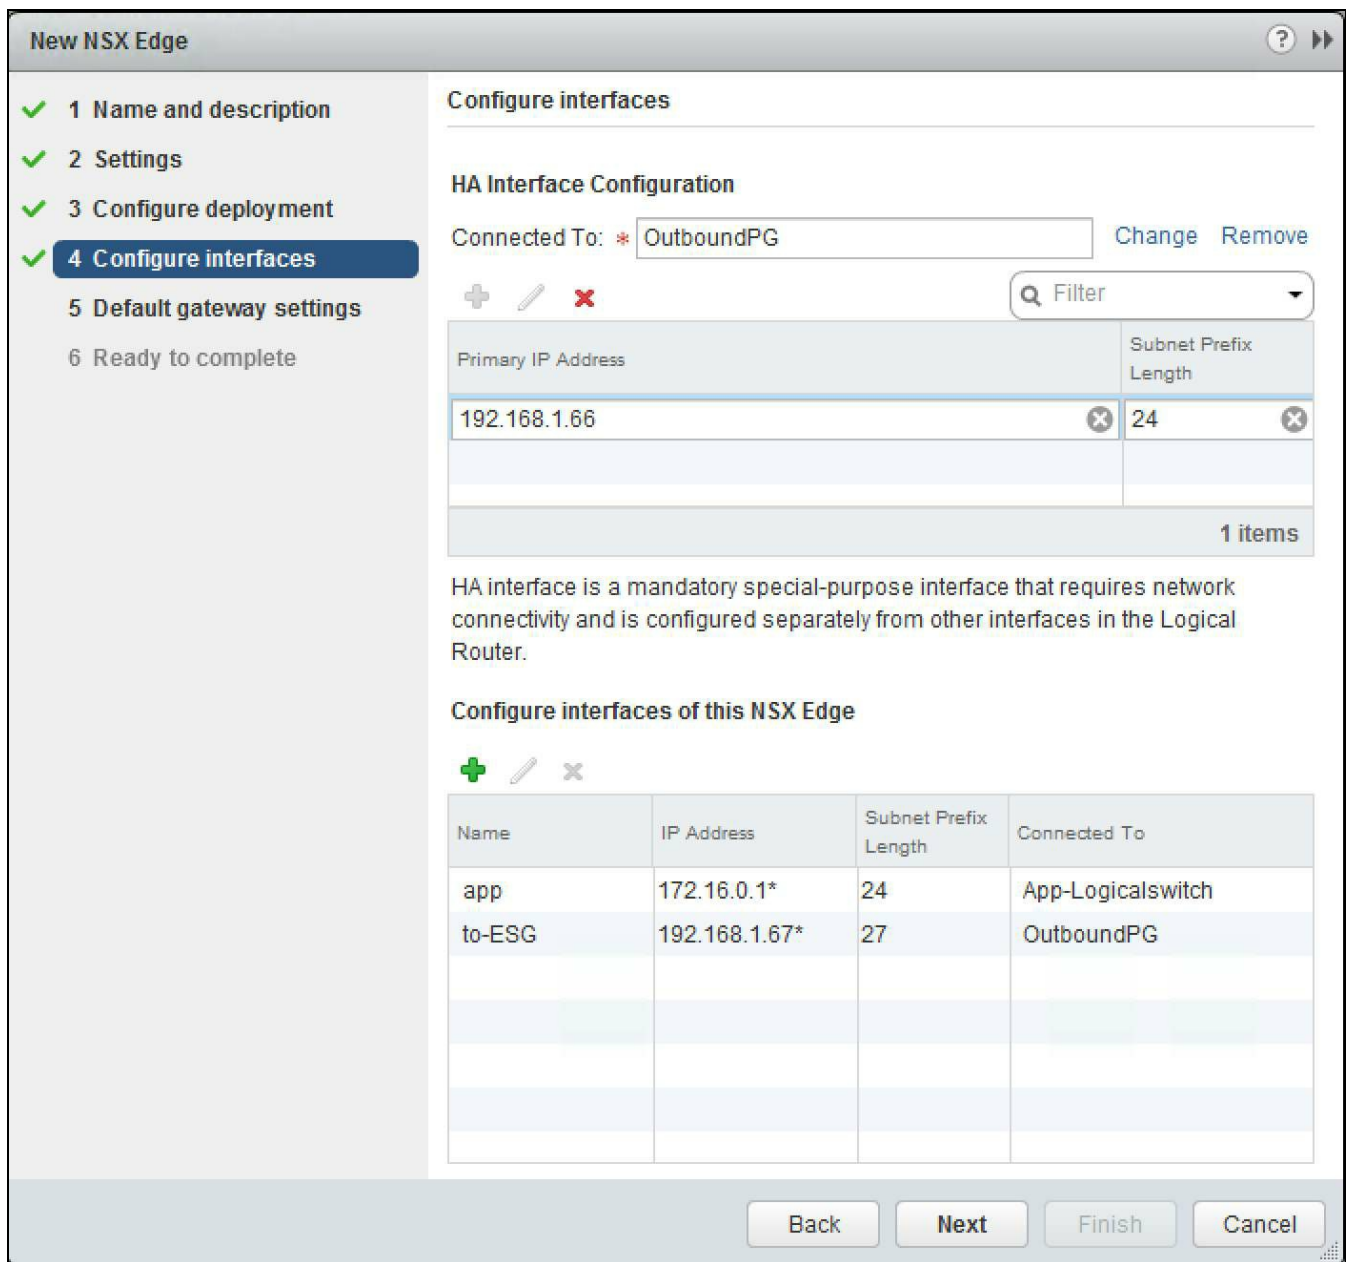 New NSX Edge
?
1 Name and description
2 Settings
3 Configure deployment
4 Configure interfaces
5 Default gateway settings
6 Ready to complete
Configure interfaces
HA Interface Configuration
Connected To: * OutboundPG Change Remove
Filter
Primary IP Address Subnet Prefix
Length
192.168.1.66 24
1 items
HA interface is a mandatory special-purpose interface that requires network
connectivity and is configured separately from other interfaces in the Logical
Router.
Configure interfaces of this NSX Edge
Name IP Address Subnet Prefix Connected To
Length
app 172.16.0.1* 24 App-Logicalswitch
to-ESG 192.168.1.67* 27 OutboundPG
Back Next Finish Cancel